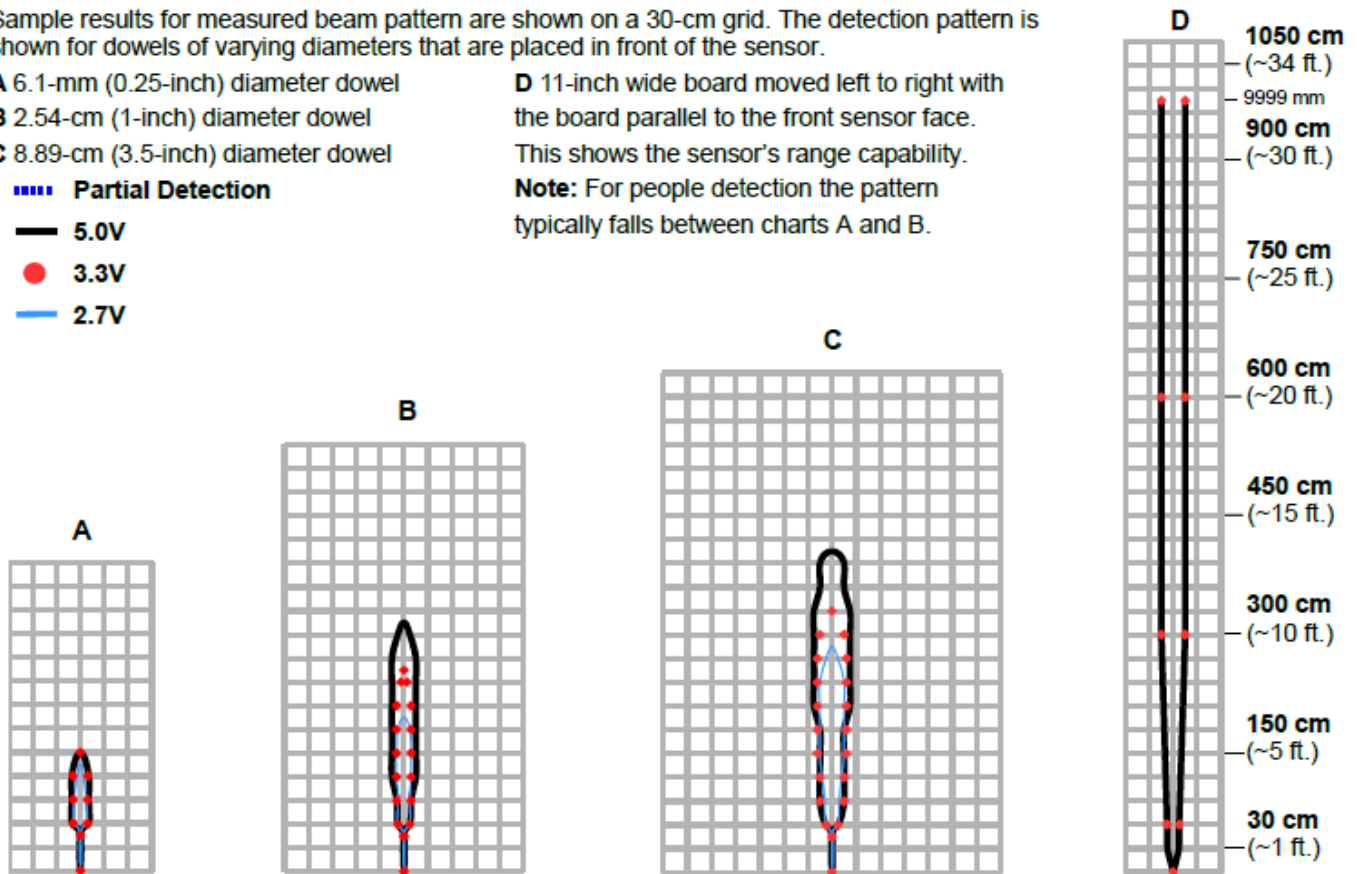 Sample results for measured beam pattern are shown on a 30-cm grid. The detection pattern is
shown for dowels of varying diameters that are placed in front of the sensor.
A 6.1-mm (0.25-inch) diameter dowel
B 2.54-cm (1-inch) diameter dowel
C 8.89-cm (3.5-inch) diameter dowel
Partial Detection
5.0V
3.3V
2.7V
D 11-inch wide board moved left to right with
the board parallel to the front sensor face.
This shows the sensor's range capability.
Note: For people detection the pattern
typically falls between charts A and B.
A
B
C
D
1050 cm
(~34 ft.)
9999 mm
900 cm
(~30 ft.)
750 cm
(~25 ft.)
600 cm
(~20 ft.)
450 cm
(~15 ft.)
300 cm
(~10 ft.)
150 cm
(~5 ft.)
30 cm
(~1 ft.)